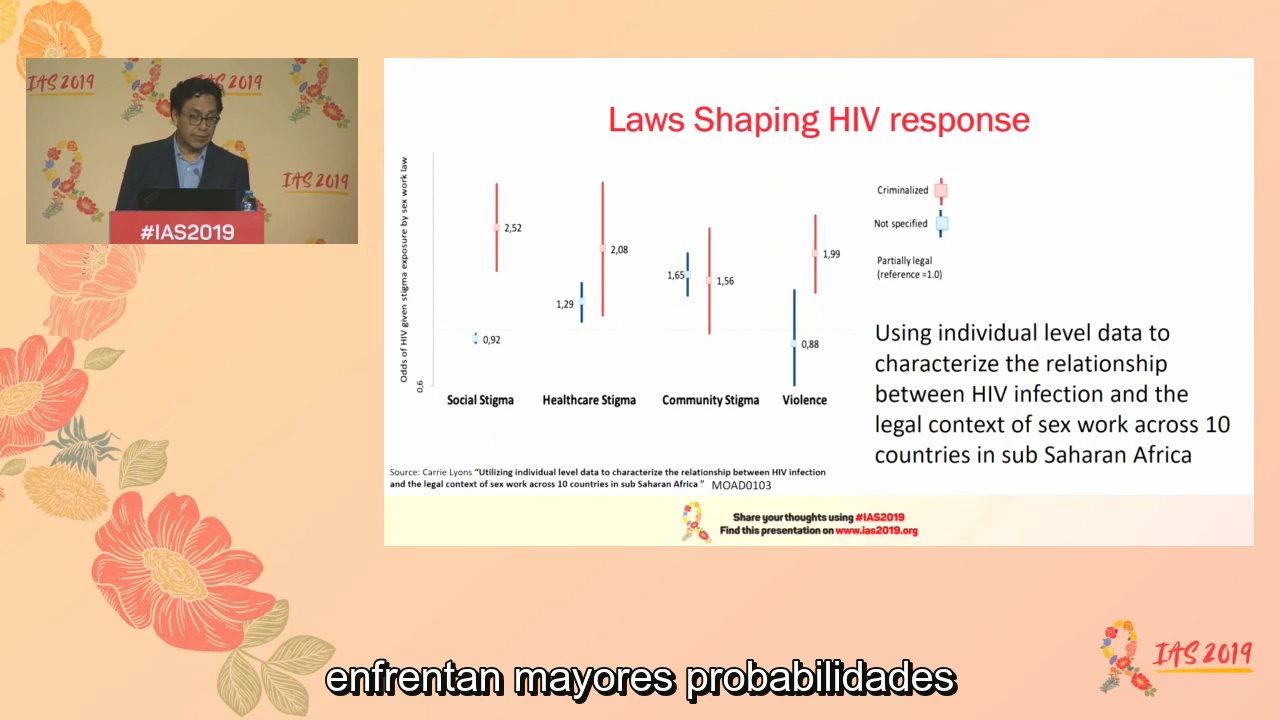 IAS 2019
IAS 2019
IAS 2019
#IAS2019
Laws Shaping HIV response
Odds of HIV given stigma exposure by sex work law
0,6
2,52
0,92
2,08
1,29
1,65
1,56
1,99
0,88
Social Stigma
Healthcare Stigma
Community Stigma
Violence
Criminalized
Not specified
Partially legal
(reference =1.0)
Using individual level data to
characterize the relationship
between HIV infection and the
legal context of sex work across 10
countries in sub Saharan Africa
Source: Carrie Lyons “Utilizing individual level data to characterize the relationship between HIV infection
and the legal context of sex work across 10 countries in sub Saharan Africa ” MOAD0103
Share your thoughts using #IAS2019
Find this presentation on www.ias2019.org
IAS 2019
enfrentan mayores probabilidades